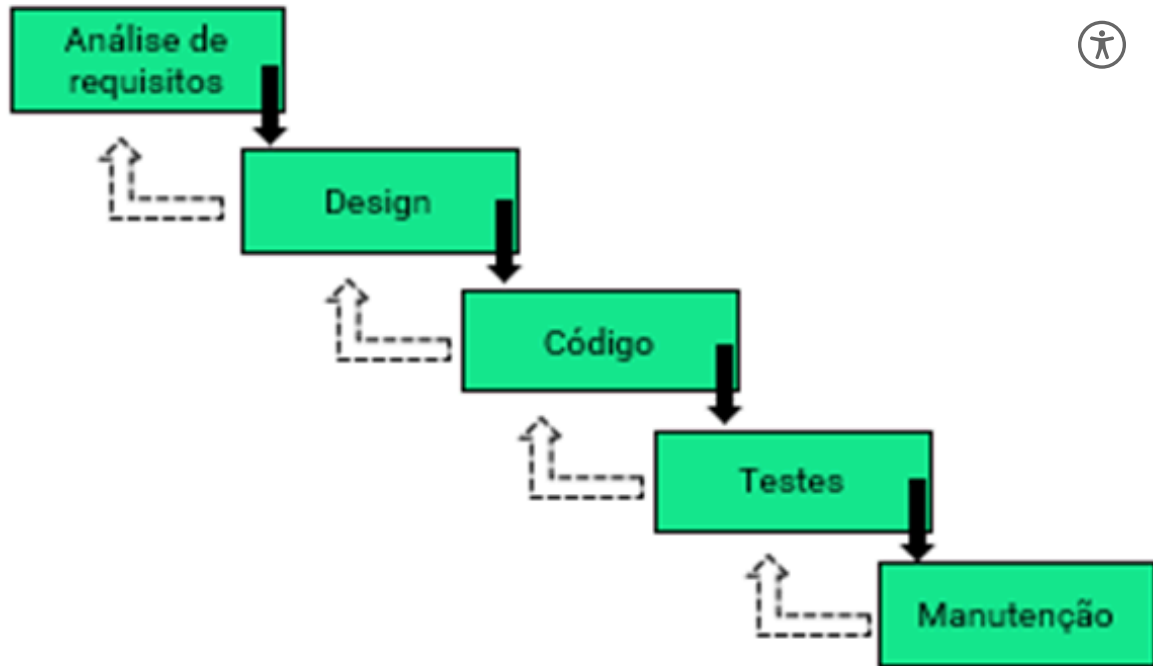 Análise de
requisitos
Design
Código
Testes
Manutenção